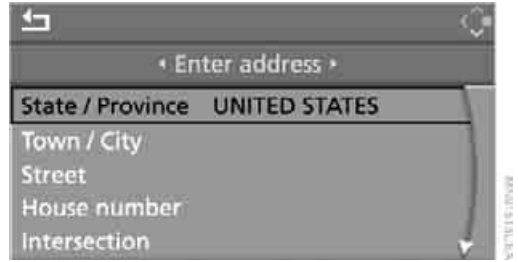 Enter address
State / Province UNITED STATES
Town / City
Street
House number
Intersection